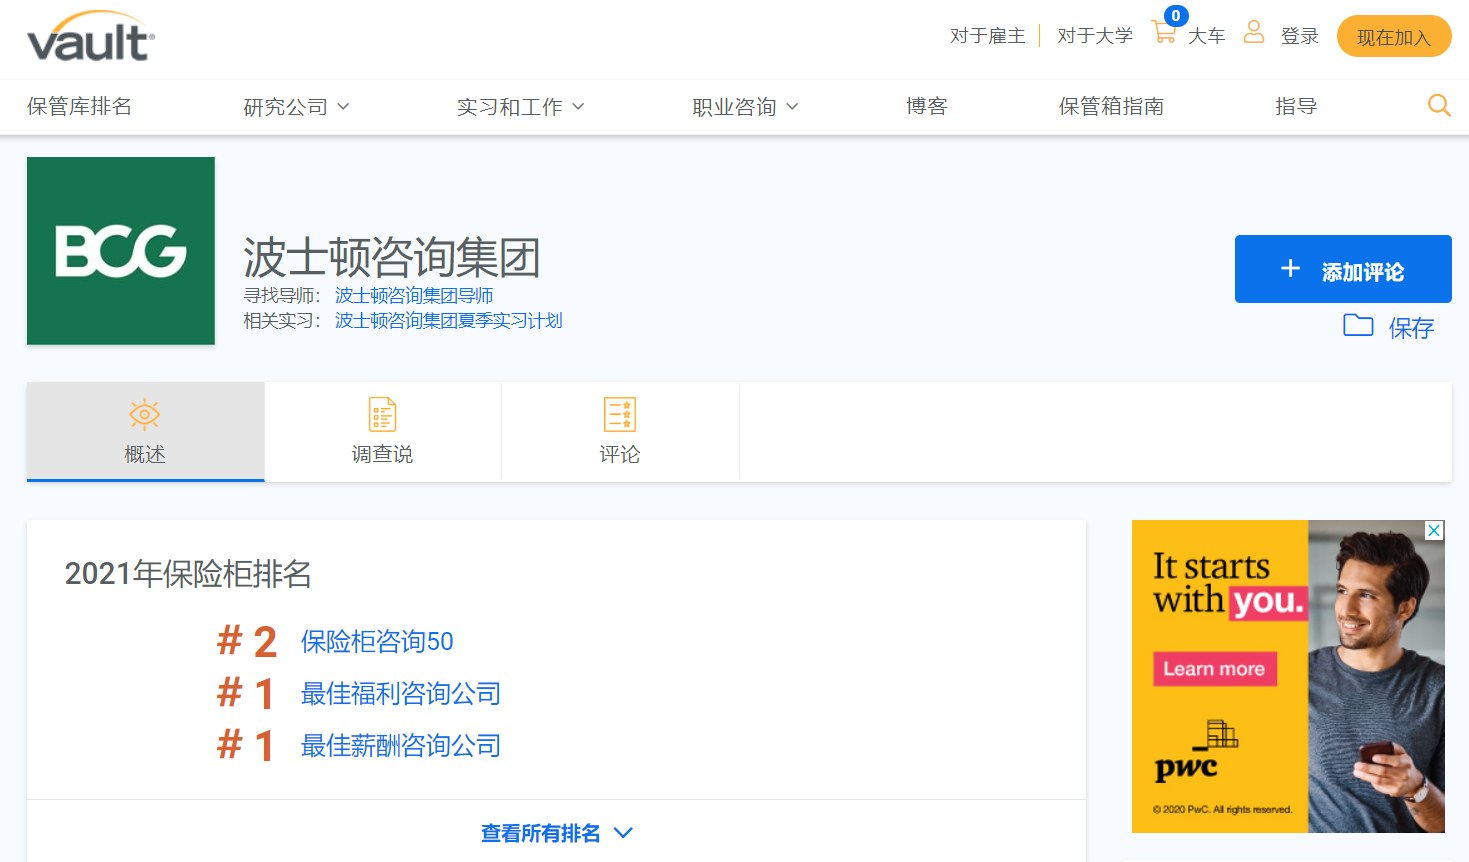 vault
对于雇主
对于大学
0
大车
登录
现在加入
保管库排名
研究公司
实习和工作
职业咨询
博客
保管箱指南
指导
BCG
波士顿咨询集团
寻找导师： 波士顿咨询集团导师
相关实习： 波士顿咨询集团夏季实习计划
+ 添加评论
保存
概述
调查说
评论
2021年保险柜排名
# 2 保险柜咨询50
# 1 最佳福利咨询公司
# 1 最佳薪酬咨询公司
查看所有排名
It starts
with you.
Learn more
pwc
© 2020 PwC. All rights reserved.